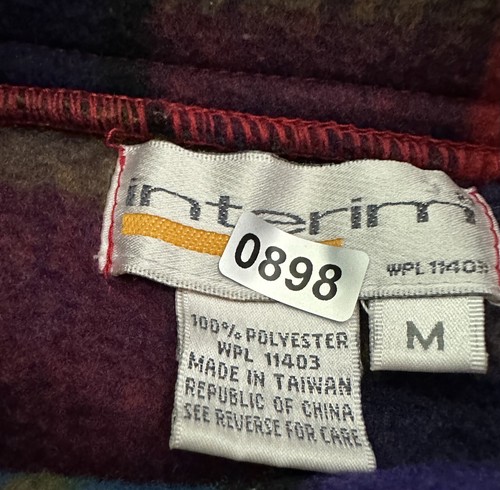 interim
WPL 11403
0898
M
100% POLYESTER
WPL 11403
MADE IN TAIWAN
REPUBLIC OF CHINA
SEE REVERSE FOR CARE